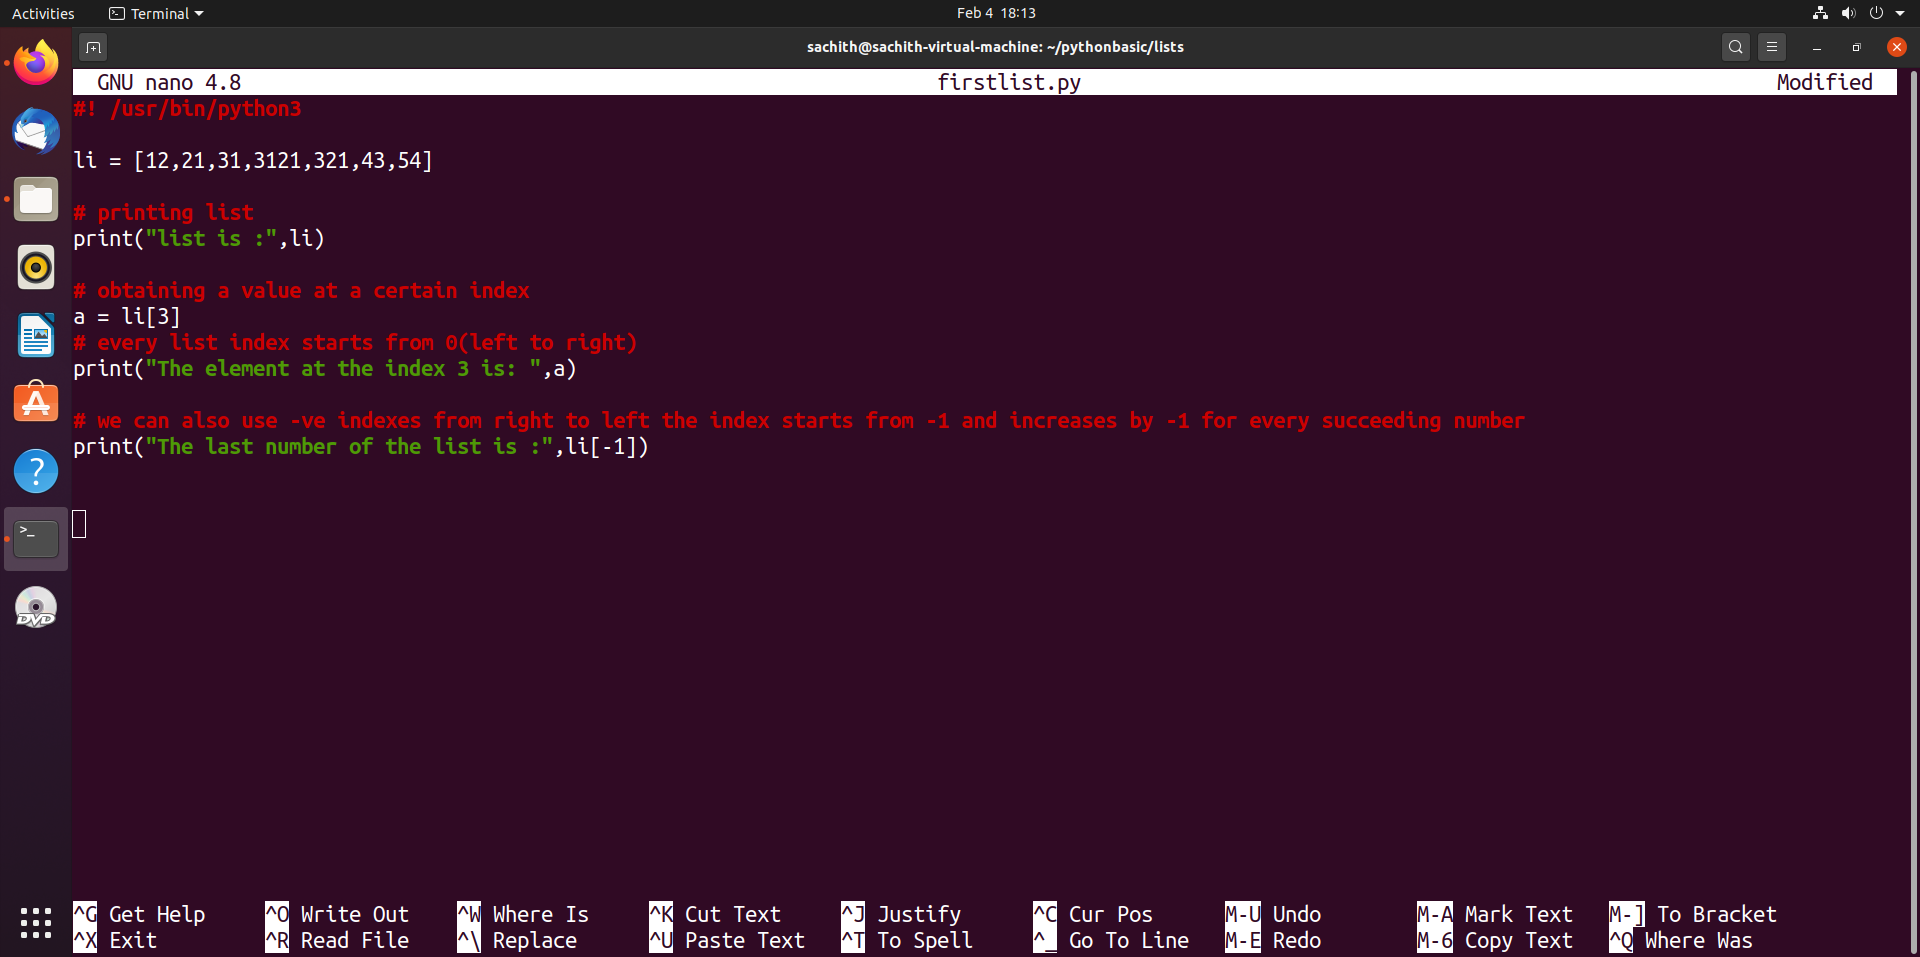 Activities Terminal Feb 4 18:13
sachith@sachith-virtual-machine: ~/pythonbasic/lists
GNU nano 4.8 firstlist.py Modified
#! /usr/bin/python3
li = [12,21,31,3121,321,43,54]
# printing list
print("list is :",li)
# obtaining a value at a certain index
a = li[3]
# every list index starts from 0(left to right)
print("The element at the index 3 is: ",a)
# we can also use -ve indexes from right to left the index starts from -1 and increases by -1 for every succeeding number
print("The last number of the list is :",li[-1])
>_
DVD
^G Get Help ^O Write Out ^W Where Is ^K Cut Text ^J Justify ^C Cur Pos M-U Undo M-A Mark Text M-] To Bracket
^X Exit ^R Read File ^\ Replace ^U Paste Text ^T To Spell ^_ Go To Line M-E Redo M-6 Copy Text ^Q Where Was